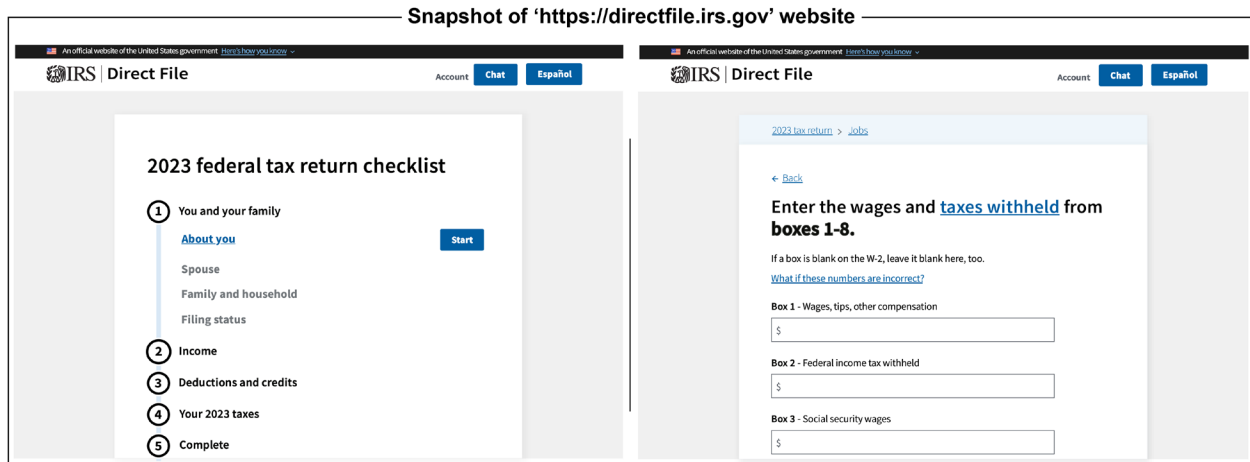 Snapshot of ‘https://directfile.irs.gov’ website
An official website of the United States government Here's how you know
IRS | Direct File
Account Chat Español
2023 federal tax return checklist
1 You and your family
About you Start
Spouse
Family and household
Filing status
2 Income
3 Deductions and credits
4 Your 2023 taxes
5 Complete
An official website of the United States government Here's how you know
IRS | Direct File
Account Chat Español
2023 tax return > Jobs
← Back
Enter the wages and taxes withheld from
boxes 1-8.
If a box is blank on the W-2, leave it blank here, too.
What if these numbers are incorrect?
Box 1 - Wages, tips, other compensation
$
Box 2 - Federal income tax withheld
$
Box 3 - Social security wages
$